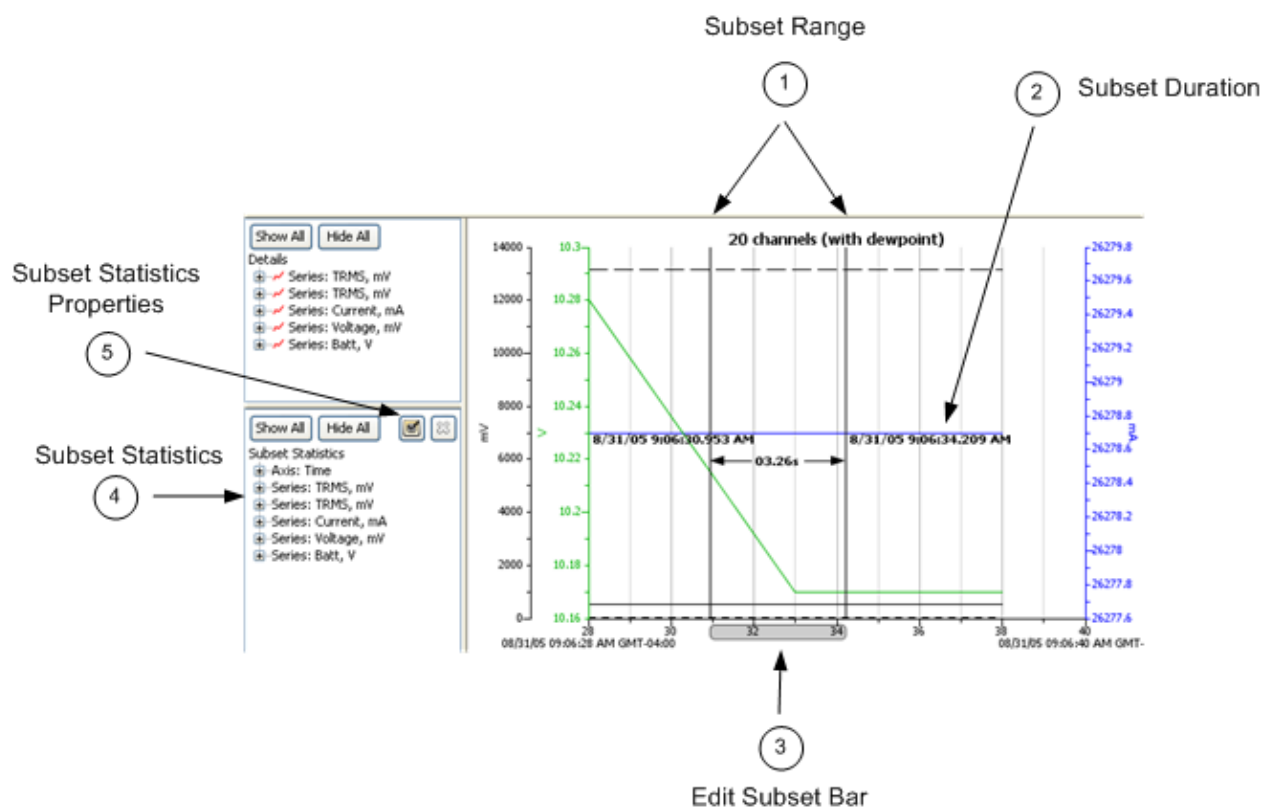 Subset Range
1
2
Subset Duration
Subset Statistics
Properties
5
Subset Statistics
4
Show All
Hide All
Details
Series: TRMS, mV
Series: TRMS, mV
Series: Current, mA
Series: Voltage, mV
Series: Batt, V
Show All
Hide All
Subset Statistics
Axis: Time
Series: TRMS, mV
Series: TRMS, mV
Series: Current, mA
Series: Voltage, mV
Series: Batt, V
20 channels (with dewpoint)
14000
12000
10000
8000
6000
4000
2000
0
mV
10.3
10.28
10.26
10.24
10.22
10.2
10.18
10.16
V
8/31/05 9:06:30.953 AM
8/31/05 9:06:34.209 AM
03.26s
26279.8
26279.6
26279.4
26279.2
26279
26278.8
26278.6
26278.4
26278.2
26278
26277.8
26277.6
mA
28
30
32
34
36
38
40
08/31/05 09:06:28 AM GMT-04:00
08/31/05 09:06:40 AM GMT-
3
Edit Subset Bar